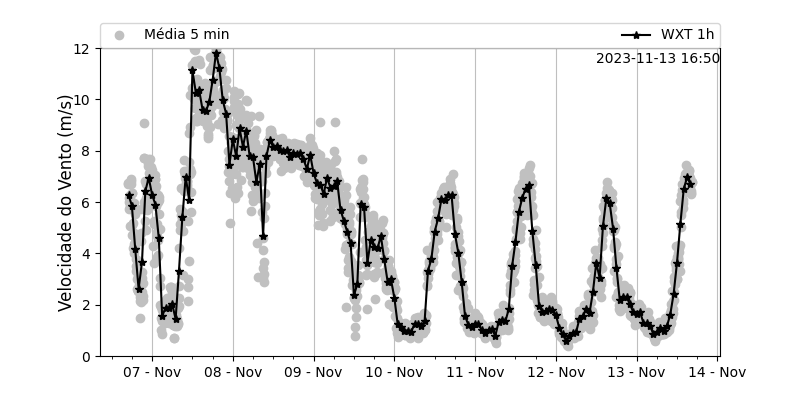 Média 5 min
WXT 1h
2023-11-13 16:50
Velocidade do Vento (m/s)
12
10
8
6
4
2
0
07 - Nov
08 - Nov
09 - Nov
10 - Nov
11 - Nov
12 - Nov
13 - Nov
14 - Nov